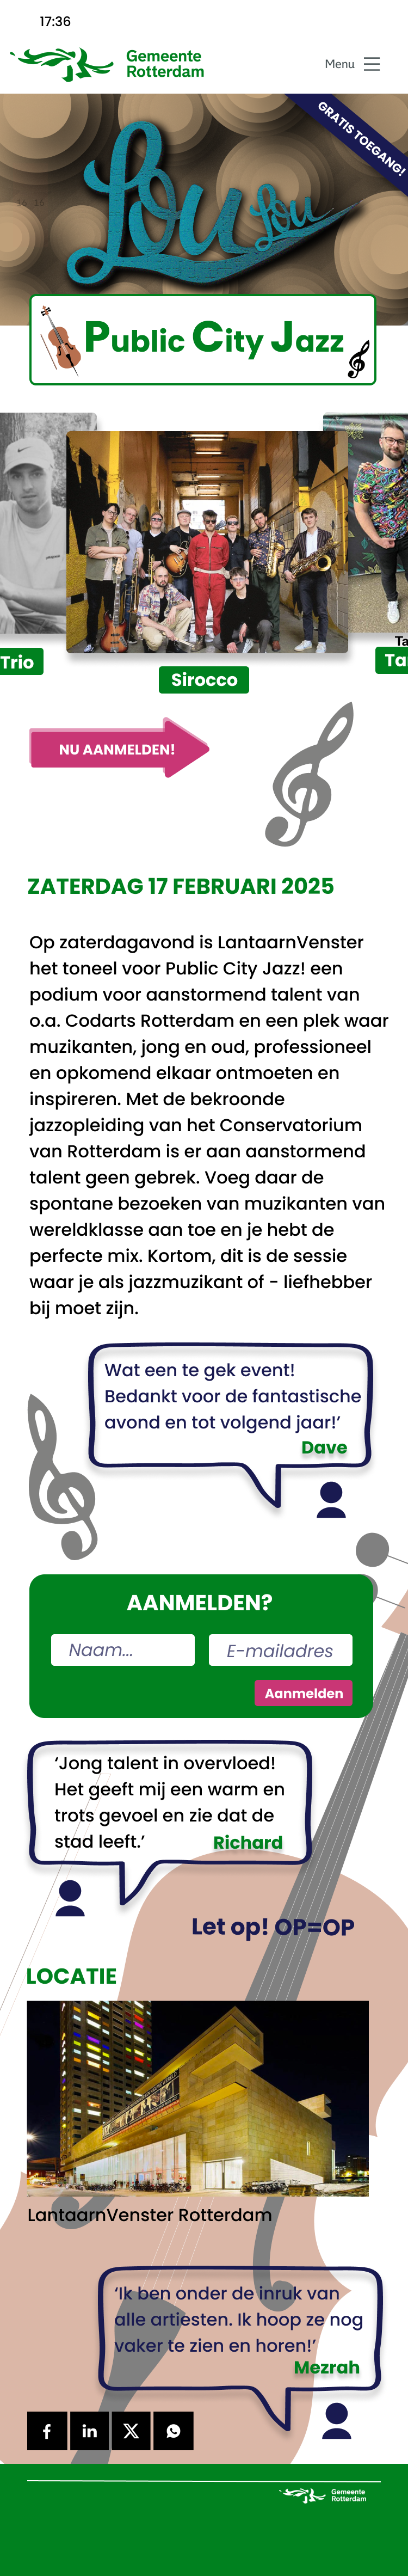 17:36
Gemeente
Rotterdam
Menu
GRATIS TOEGANG!
Lou Lou
Public City Jazz
Trio
Sirocco
Ta
Ta
NU AANMELDEN!
ZATERDAG 17 FEBRUARI 2025
Op zaterdagavond is LantaarnVenster
het toneel voor Public City Jazz! een
podium voor aanstormend talent van
o.a. Codarts Rotterdam en een plek waar
muzikanten, jong en oud, professioneel
en opkomend elkaar ontmoeten en
inspireren. Met de bekroonde
jazzopleiding van het Conservatorium
van Rotterdam is er aan aanstormend
talent geen gebrek. Voeg daar de
spontane bezoeken van muzikanten van
wereldklasse aan toe en je hebt de
perfecte mix. Kortom, dit is de sessie
waar je als jazzmuzikant of - liefhebber
bij moet zijn.
Wat een te gek event!
Bedankt voor de fantastische
avond en tot volgend jaar!’
Dave
AANMELDEN?
Naam...
E-mailadres
Aanmelden
‘Jong talent in overvloed!
Het geeft mij een warm en
trots gevoel en zie dat de
stad leeft.’
Richard
Let op! OP=OP
LOCATIE
LantaarnVenster Rotterdam
‘Ik ben onder de inruk van
alle artiesten. Ik hoop ze nog
vaker te zien en horen!’
Mezrah
Gemeente
Rotterdam